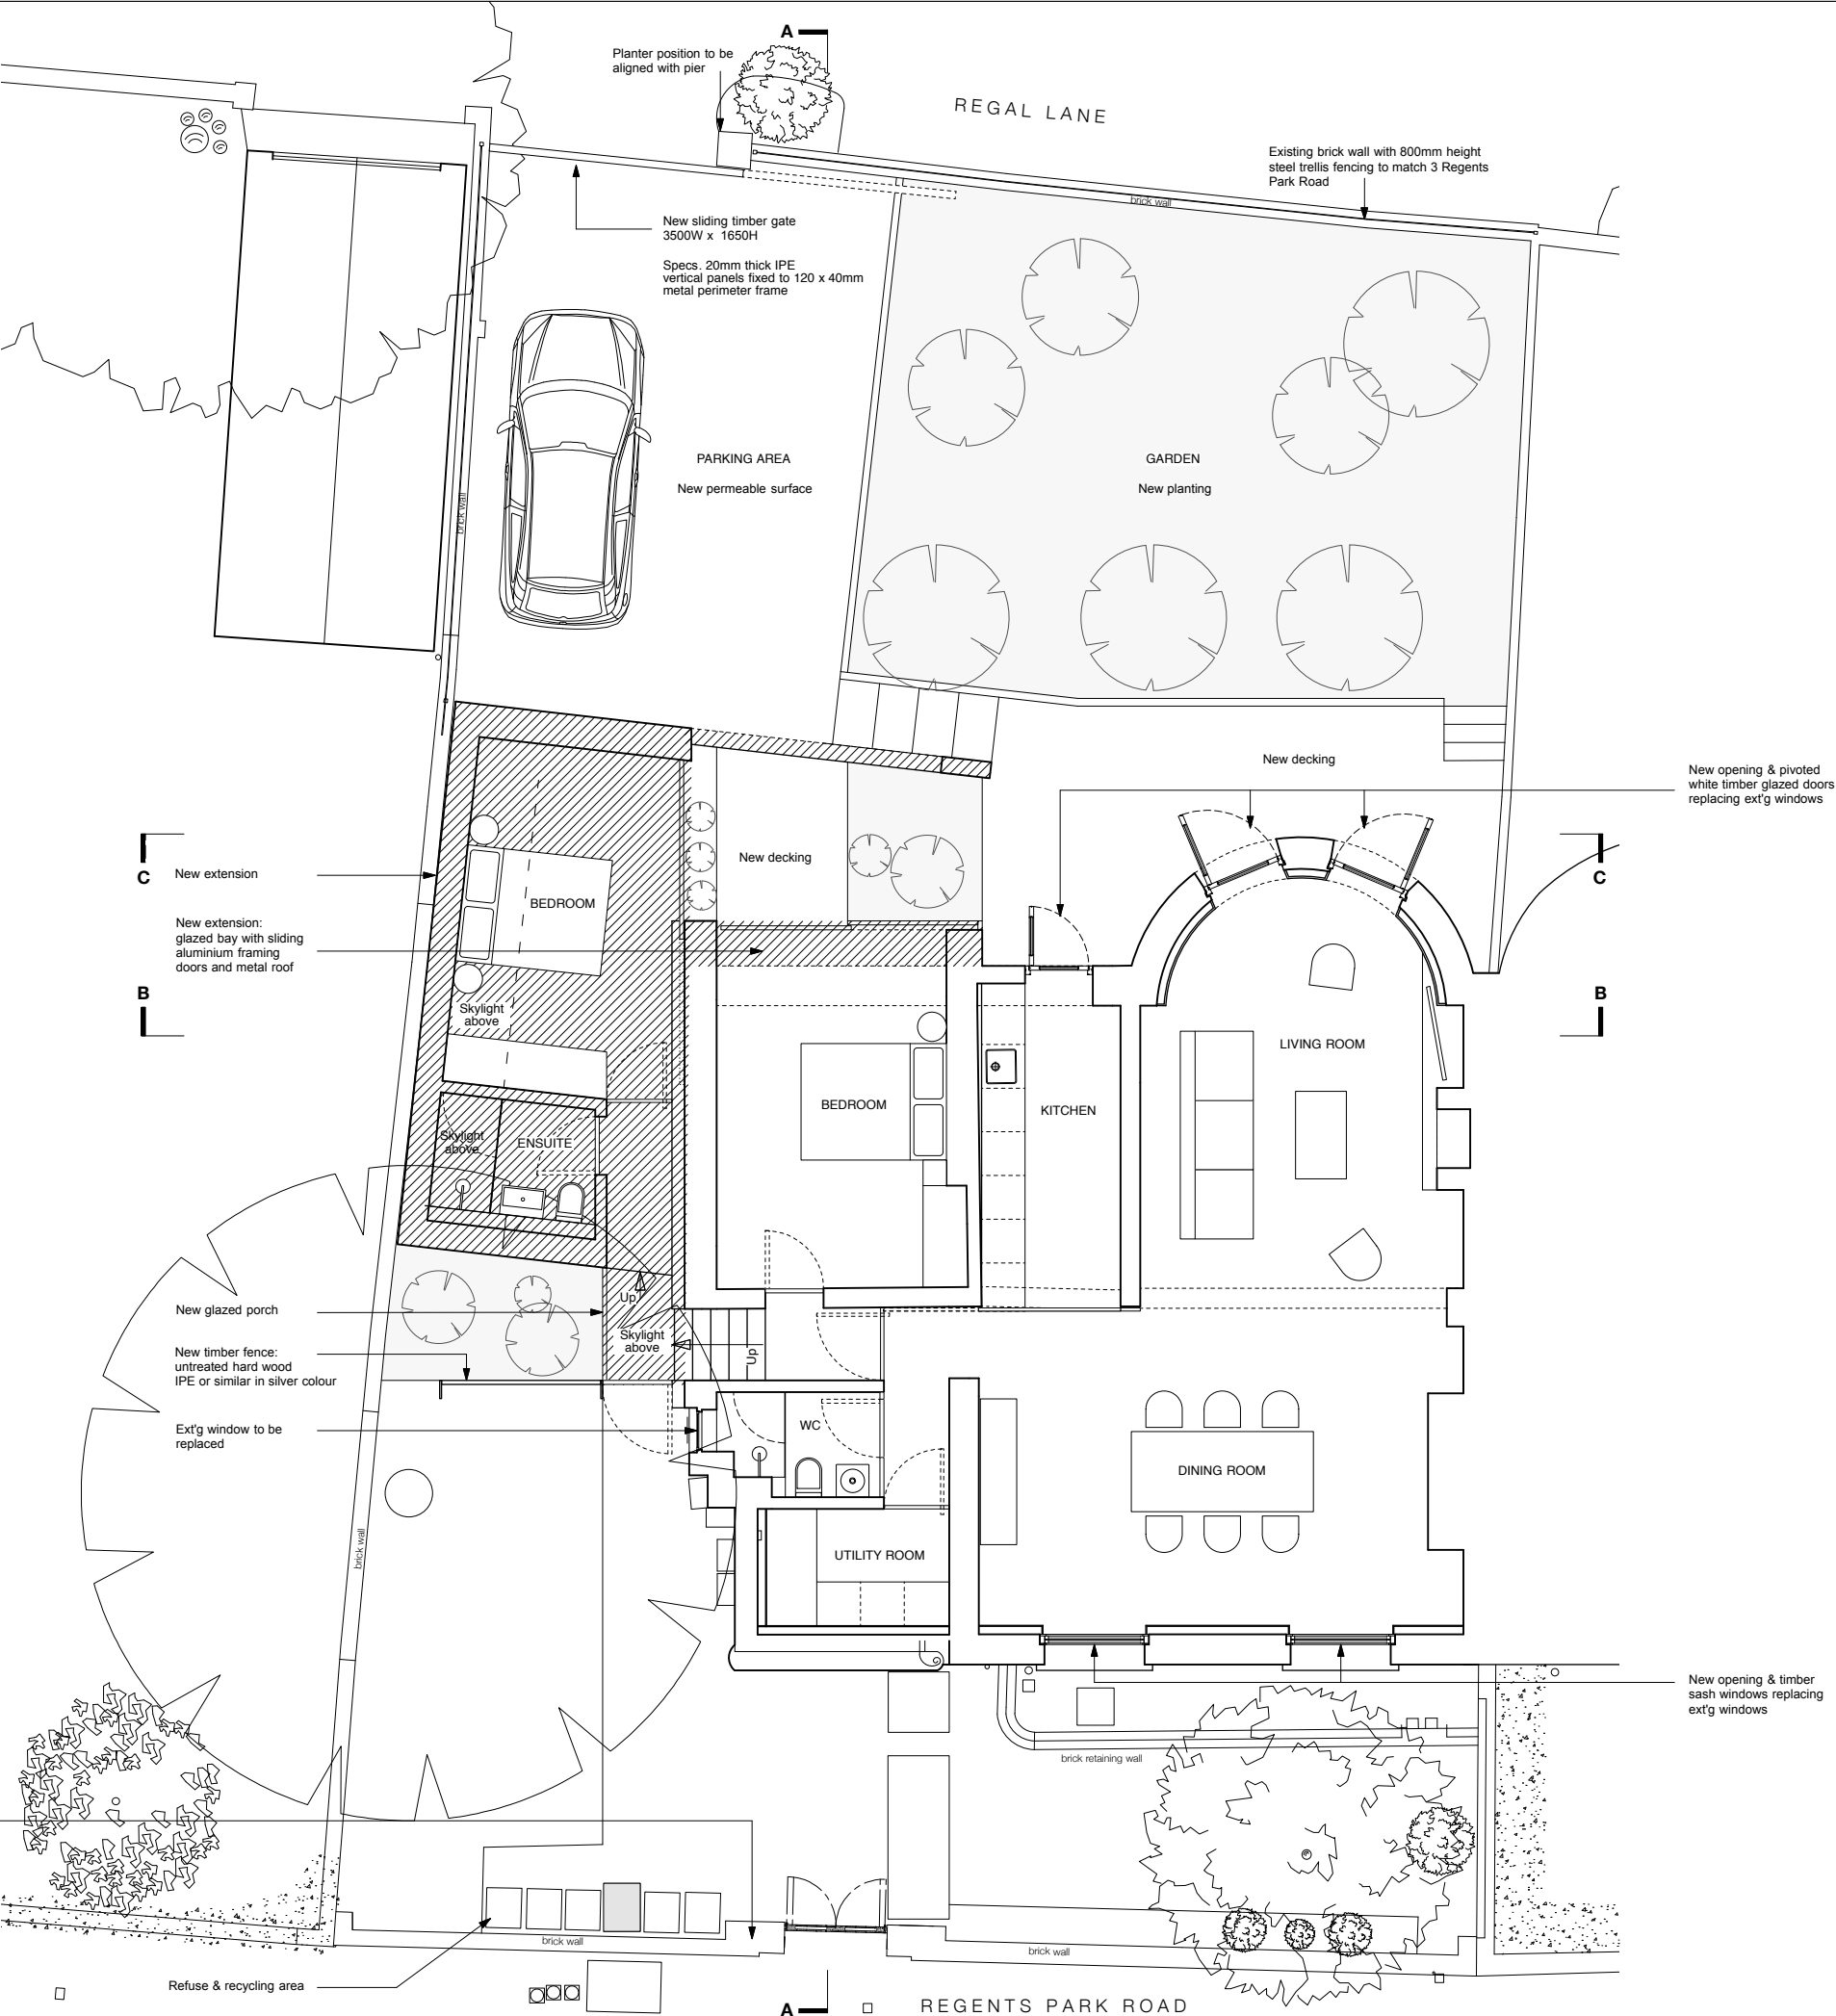 A
Planter position to be
aligned with pier
REGAL LANE
Existing brick wall with 800mm height
steel trellis fencing to match 3 Regents
Park Road
brick wall
New sliding timber gate
3500W x 1650H
Specs. 20mm thick IPE
vertical panels fixed to 120 x 40mm
metal perimeter frame
PARKING AREA
New permeable surface
GARDEN
New planting
brick wall
New decking
New opening & pivoted
white timber glazed doors
replacing ext'g windows
C
New extension
BEDROOM
New decking
C
New extension:
glazed bay with sliding
aluminium framing
doors and metal roof
B
Skylight
above
B
LIVING ROOM
BEDROOM
KITCHEN
Skylight
above
ENSUITE
New glazed porch
Up
Skylight
above
Up
New timber fence:
untreated hard wood
IPE or similar in silver colour
Ext'g window to be
replaced
WC
DINING ROOM
brick wall
UTILITY ROOM
New opening & timber
sash windows replacing
ext'g windows
brick retaining wall
brick wall
brick wall
Refuse & recycling area
A
REGENTS PARK ROAD